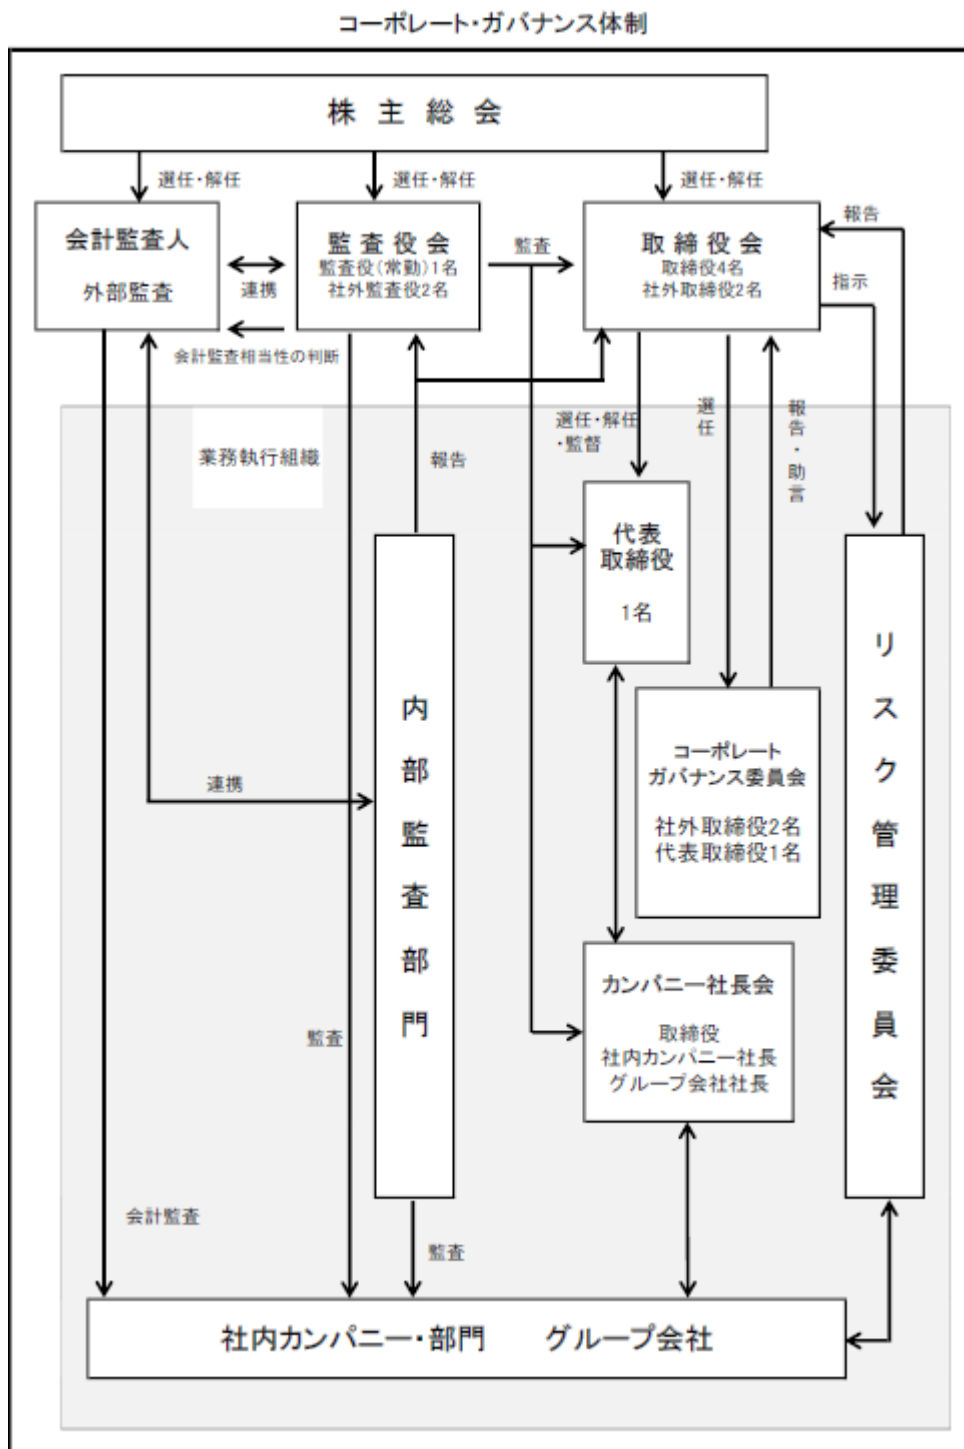 コーポレート・ガバナンス体制
株主総会
選任・解任
選任・解任
選任・解任
会計監査人
外部監査
連携
監査役会
監査役(常勤)1名
社外監査役2名
監査
取締役会
取締役4名
社外取締役2名
報告
指示
会計監査相当性の判断
業務執行組織
報告
選任・解任
・監督
選任
報告・助言
代表
取締役
1名
リスク管理委員会
内部監査部門
コーポレート
ガバナンス委員会
社外取締役2名
代表取締役1名
連携
カンパニー社長会
取締役
社内カンパニー社長
グループ会社社長
監査
会計監査
監査
社内カンパニー・部門 グループ会社